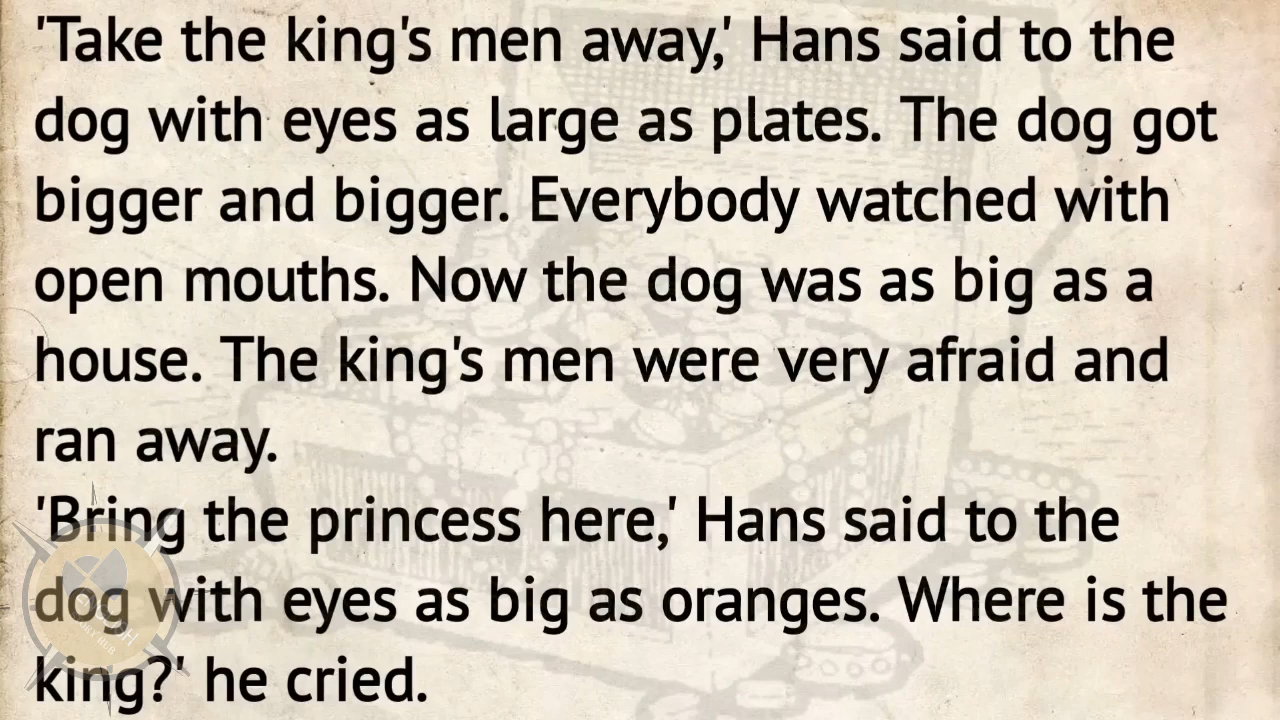 'Take the king's men away,' Hans said to the
dog with eyes as large as plates. The dog got
bigger and bigger. Everybody watched with
open mouths. Now the dog was as big as a
house. The king's men were very afraid and
ran away.
'Bring the princess here,' Hans said to the
dog with eyes as big as oranges. Where is the
king?' he cried.